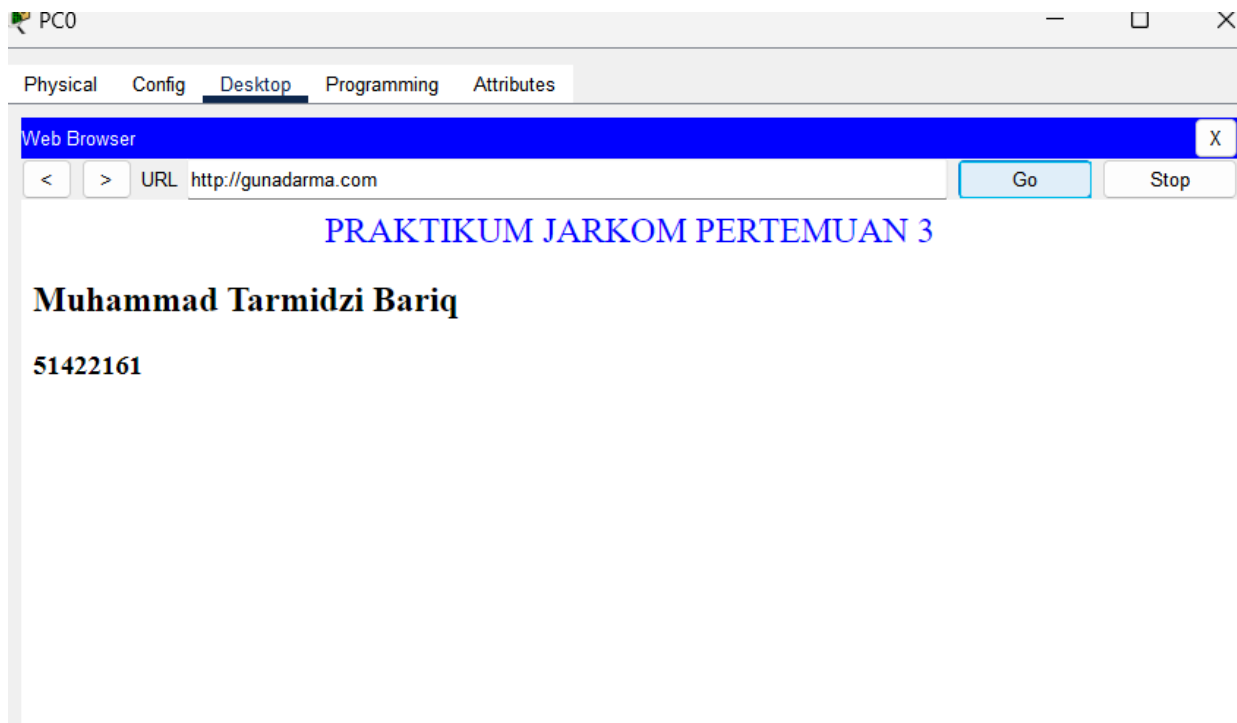 PC0
Physical Config Desktop Programming Attributes
Web Browser X
< > URL http://gunadarma.com Go Stop
PRAKTIKUM JARKOM PERTEMUAN 3
Muhammad Tarmidzi Bariq
51422161